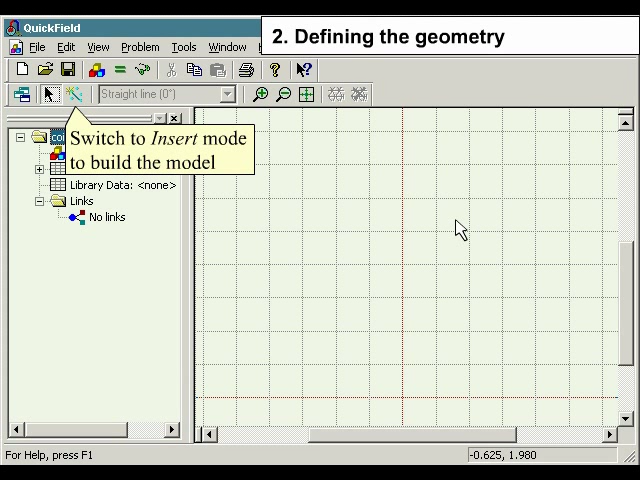 QuickField
2. Defining the geometry
File Edit View Problem Tools Window
Straight line (0°)
Switch to Insert mode
to build the model
Library Data: <none>
Links
No links
For Help, press F1
-0.625, 1.980